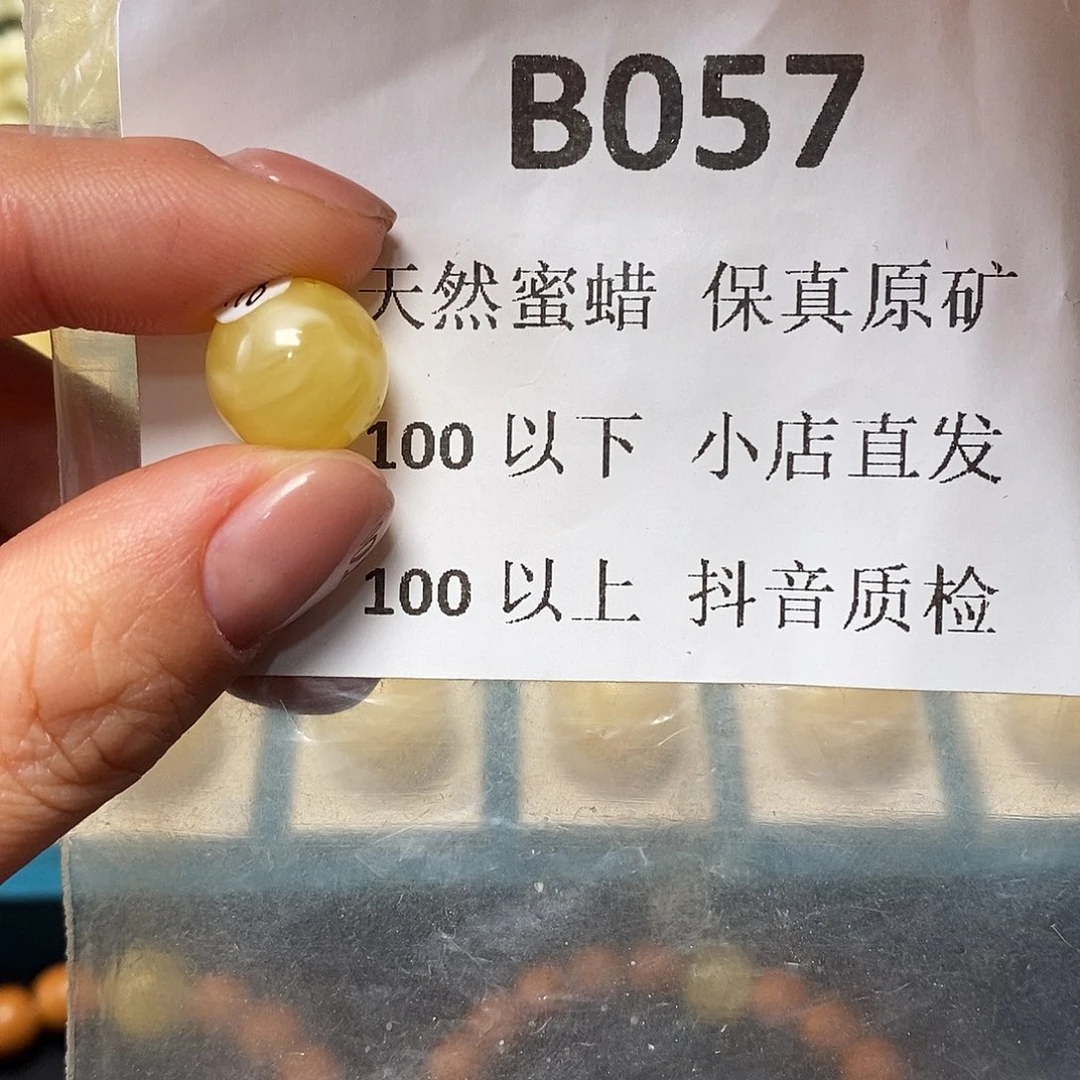 B057
天然蜜蜡 保真原矿
100 以下 小店直发
100 以上 抖音质检